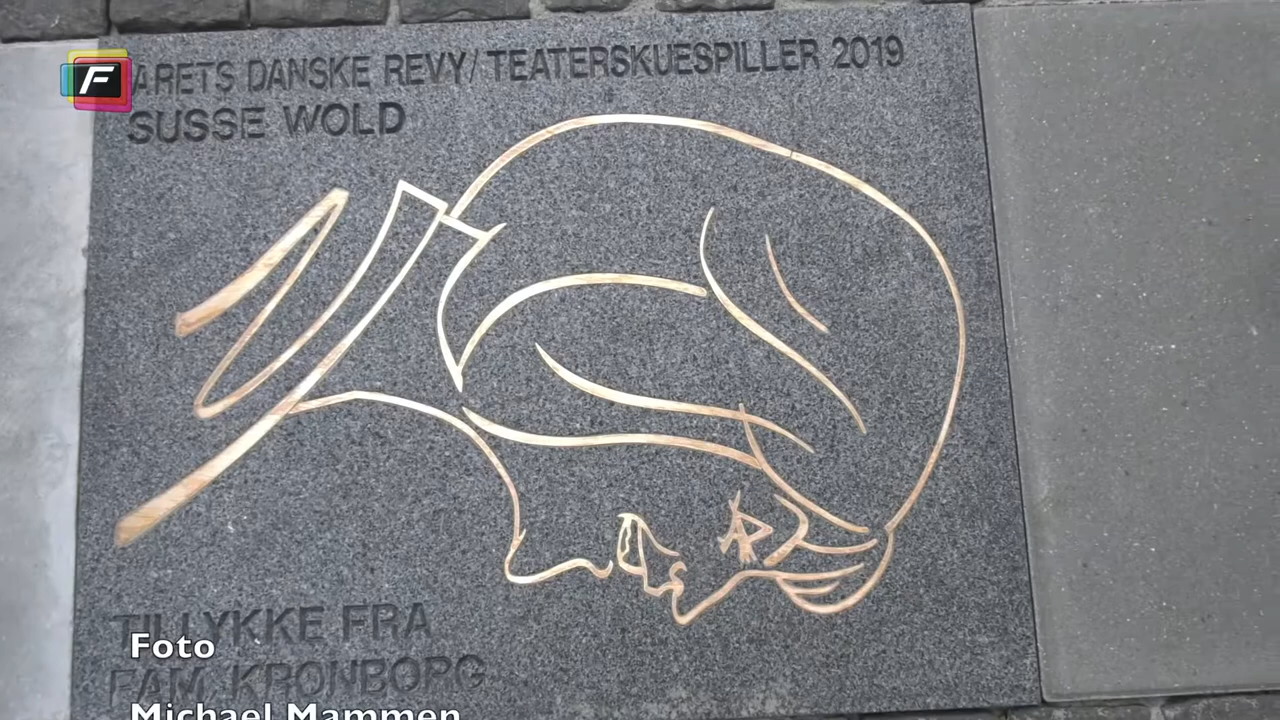 ÅRETS DANSKE REVY/TEATERSKUESPILLER 2019
SUSSE WOLD
TILLYKKE FRA
FAM. KRONBORG
F
Foto
Michael Mammen